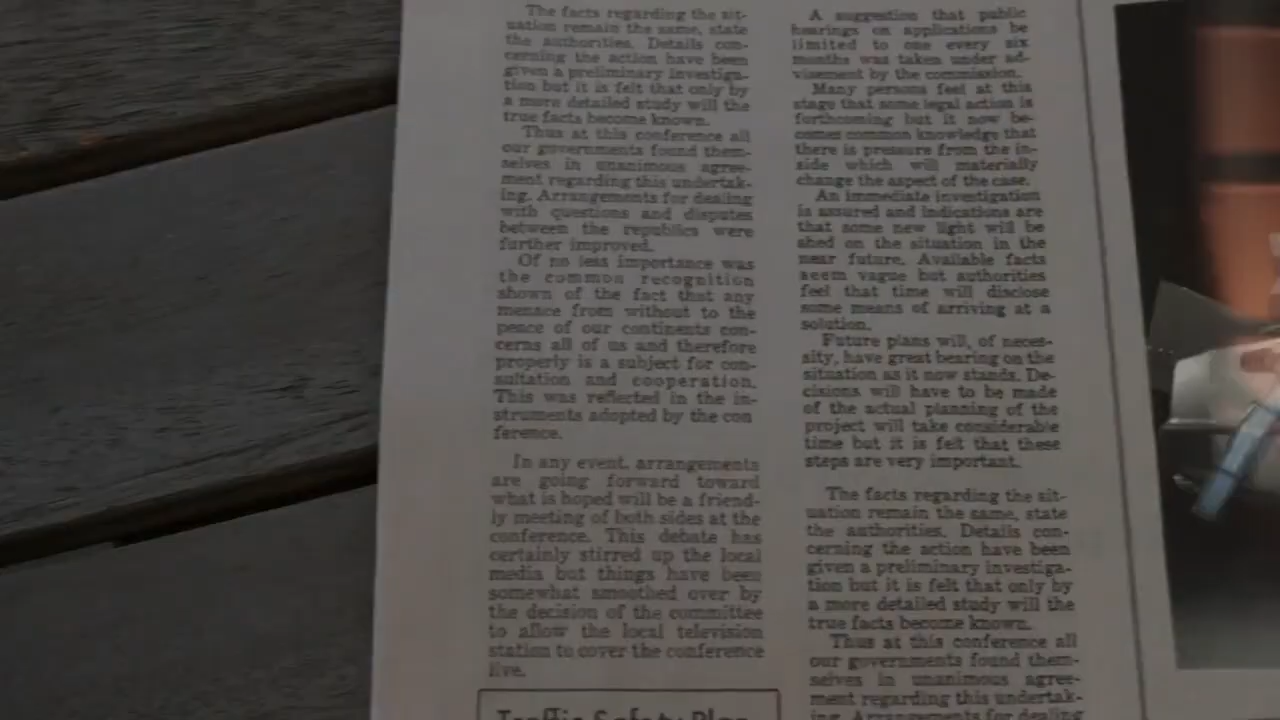 The facts regarding the sit-
uation remain the same, state
the authorities. Details con-
cerning the action have been
given a preliminary investiga-
tion but it is felt that only by
a more detailed study will the
true facts become known.
Thus at this conference all
our governments found them-
selves in unanimous agree-
ment regarding this undertak-
ing. Arrangements for dealing
with questions and disputes
between the republics were
further improved.
Of no less importance was
the common recognition
shown of the fact that any
menace from without to the
peace of our continents con-
cerns all of us and therefore
properly is a subject for con-
sultation and cooperation.
This was reflected in the in-
struments adopted by the con
ference.
In any event, arrangements
are going forward toward
what is hoped will be a friend-
ly meeting of both sides at the
conference. This debate has
certainly stirred up the local
media but things have been
somewhat smoothed over by
the decision of the committee
to allow the local television
station to cover the conference
live.
Traffic Safety Plan
A suggestion that public
hearings on applications be
limited to one every six
months was taken under ad-
visement by the commission.
Many persons feel at this
stage that some legal action is
forthcoming but it now be-
comes common knowledge that
there is pressure from the in-
side which will materially
change the aspect of the case.
An immediate investigation
is assured and indications are
that some new light will be
shed on the situation in the
near future. Available facts
seem vague but authorities
feel that time will disclose
some means of arriving at a
solution.
Future plans will, of neces-
sity, have great bearing on the
situation as it now stands. De-
cisions will have to be made
of the actual planning of the
project will take considerable
time but it is felt that these
steps are very important.
The facts regarding the sit-
uation remain the same, state
the authorities. Details con-
cerning the action have been
given a preliminary investiga-
tion but it is felt that only by
a more detailed study will the
true facts become known.
Thus at this conference all
our governments found them-
selves in unanimous agree-
ment regarding this undertak-
ing. Arrangements for dealing